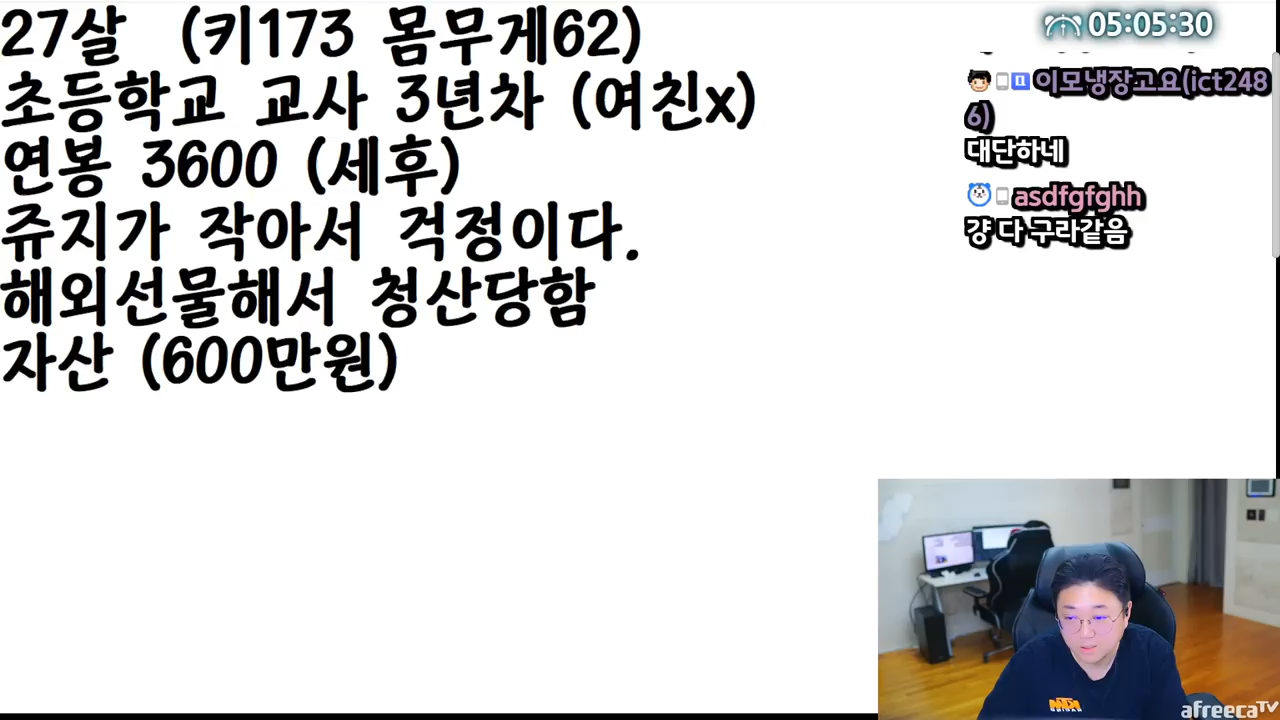 27살 (키173 몸무게62)
초등학교 교사 3년차 (여친x)
연봉 3600 (세후)
쥬지가 작아서 걱정이다.
해외선물해서 청산당함
자산 (600만원)
05:05:30
이모냉장고요(ict248
6)
대단하네
asdfgfghh
걍 다 구라같음
KTM
RACING
afreecaTV